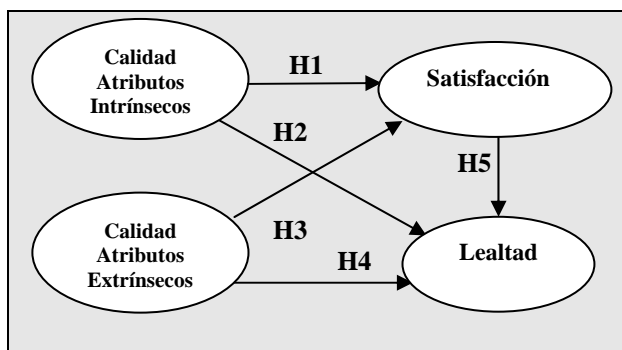 Calidad
Atributos
Intrínsecos
H1
Satisfacción
H2
H5
Calidad
Atributos
Extrínsecos
H3
H4
Lealtad